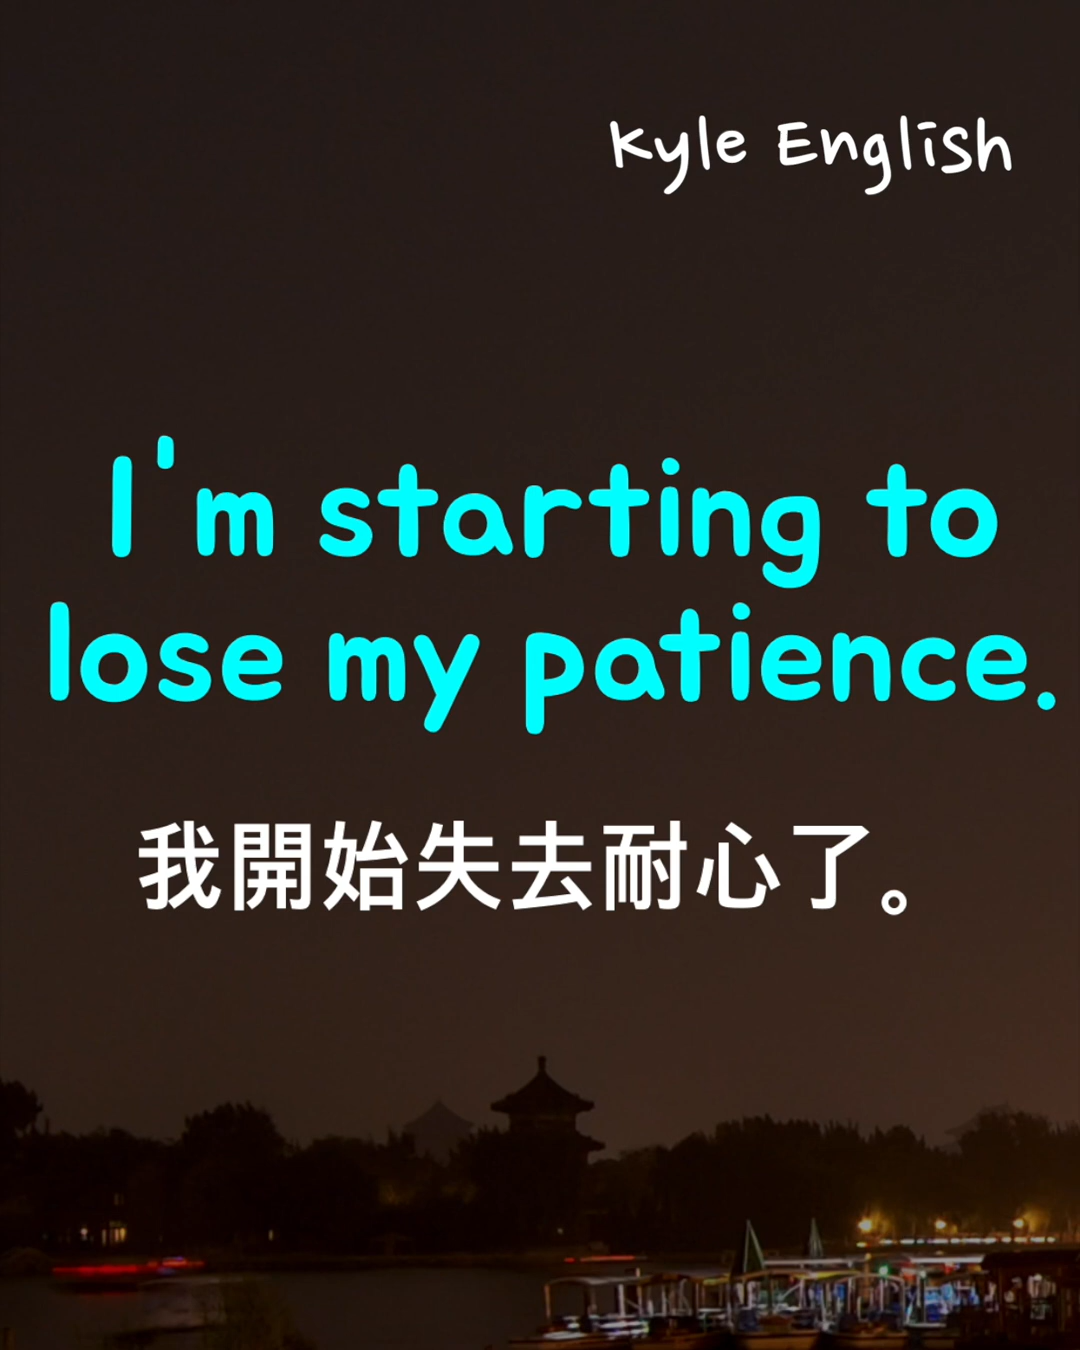 Kyle English
I'm starting to
lose my patience.
我開始失去耐心了。